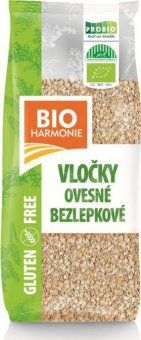 PROBIO
BIO
HARMONIE
VLOČKY
OVESNÉ
BEZLEPKOVÉ
GLUTEN FREE